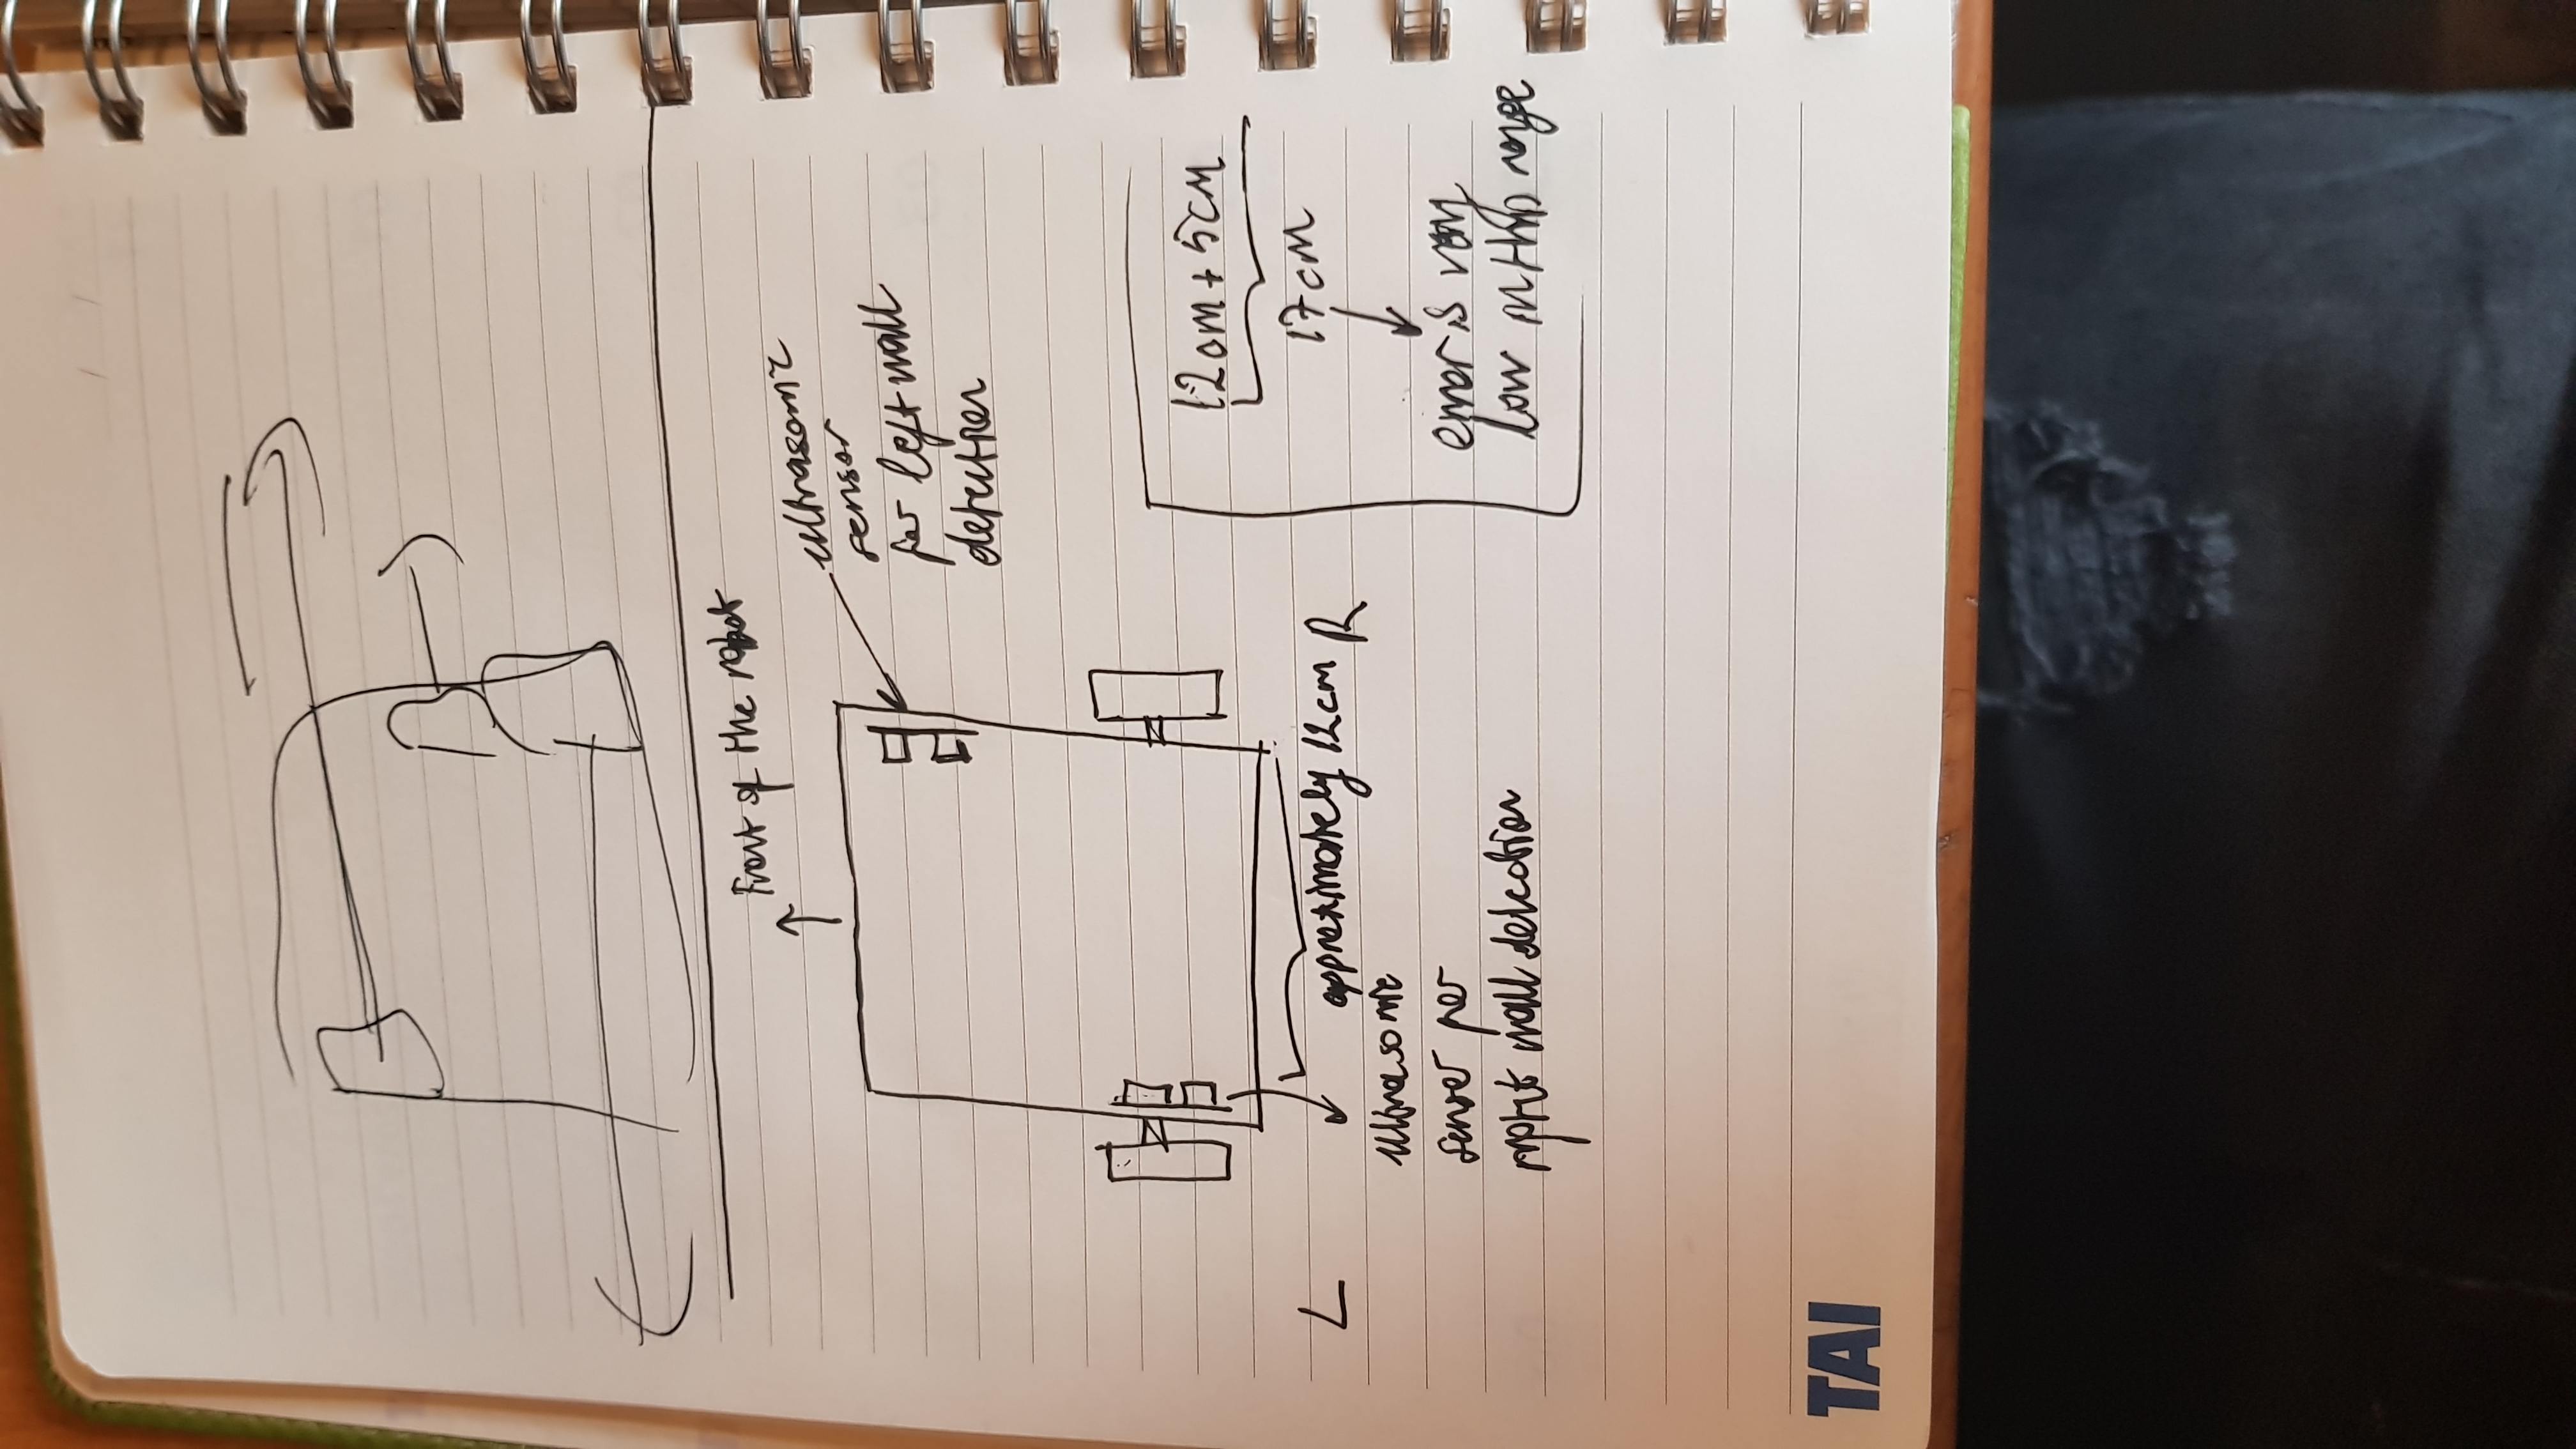 Front of the robot
ultrasonic
sensor
for left wall
detection
12cm + 5cm
17cm
error is very
low in this range
L
approximately 12cm
R
ultrasonic
sensor for
right wall detection
TAI